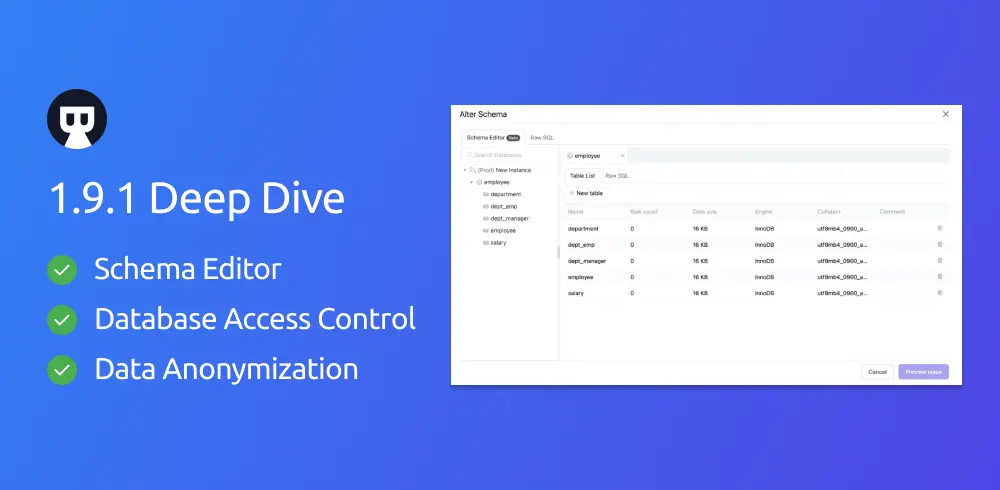 1.9.1 Deep Dive
Schema Editor
Database Access Control
Data Anonymization
Alter Schema
Schema Editor Beta Raw SQL
Search Databases
(Prod) New Instance
employee
department
dept_emp
dept_manager
employee
salary
employee
Table List Raw SQL
+ New table
Name Row count Data size Engine Collation Comment
department 0 16 KB InnoDB utf8mb4_0900_a...
dept_emp 0 16 KB InnoDB utf8mb4_0900_a...
dept_manager 0 16 KB InnoDB utf8mb4_0900_a...
employee 0 16 KB InnoDB utf8mb4_0900_a...
salary 0 16 KB InnoDB utf8mb4_0900_a...
Cancel Preview issue